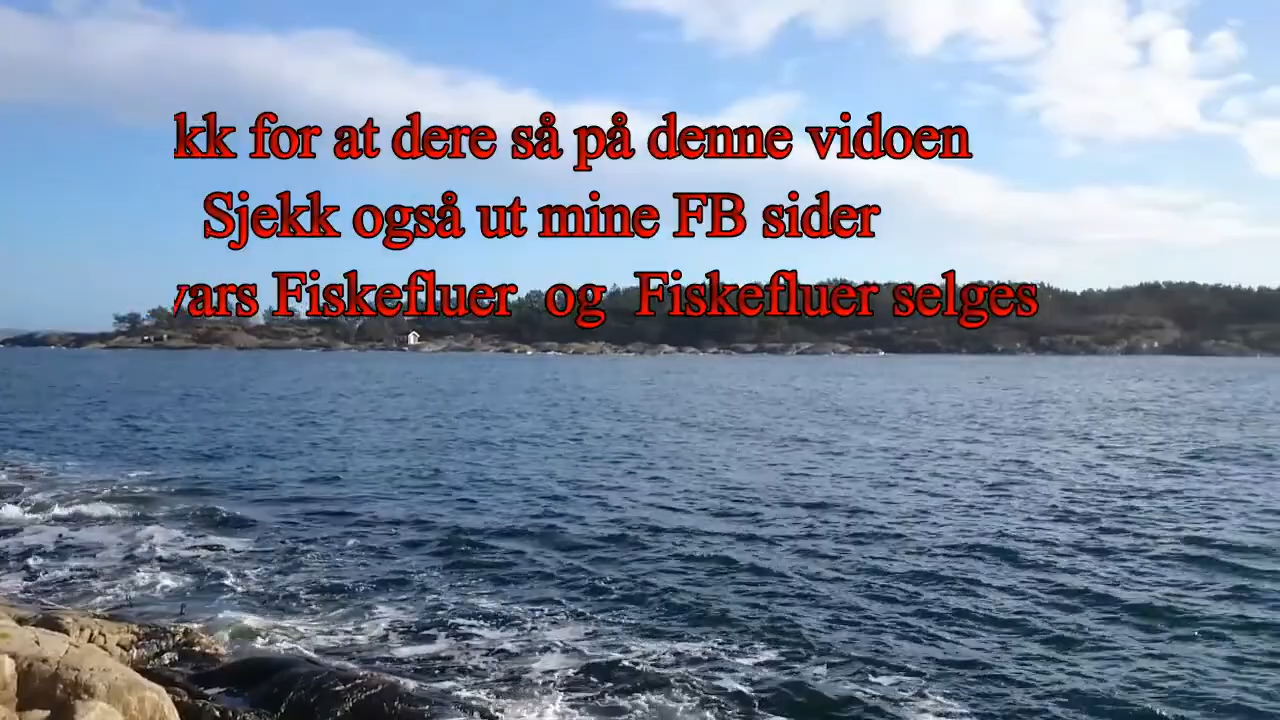 kk for at dere så på denne vidoen
Sjekk også ut mine FB sider
vars Fiskefluer og Fiskefluer selges